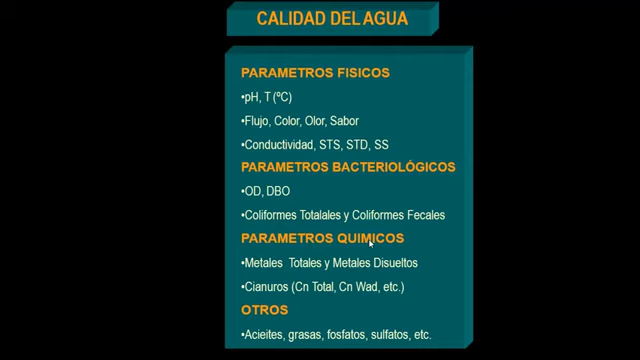 CALIDAD DEL AGUA
PARAMETROS FISICOS
•pH, T (ºC)
•Flujo, Color, Olor, Sabor
•Conductividad, STS, STD, SS
PARAMETROS BACTERIOLÓGICOS
•OD, DBO
•Coliformes Totalales y Coliformes Fecales
PARAMETROS QUIMICOS
•Metales Totales y Metales Disueltos
•Cianuros (Cn Total, Cn Wad, etc.)
OTROS
•Acieites, grasas, fosfatos, sulfatos, etc.